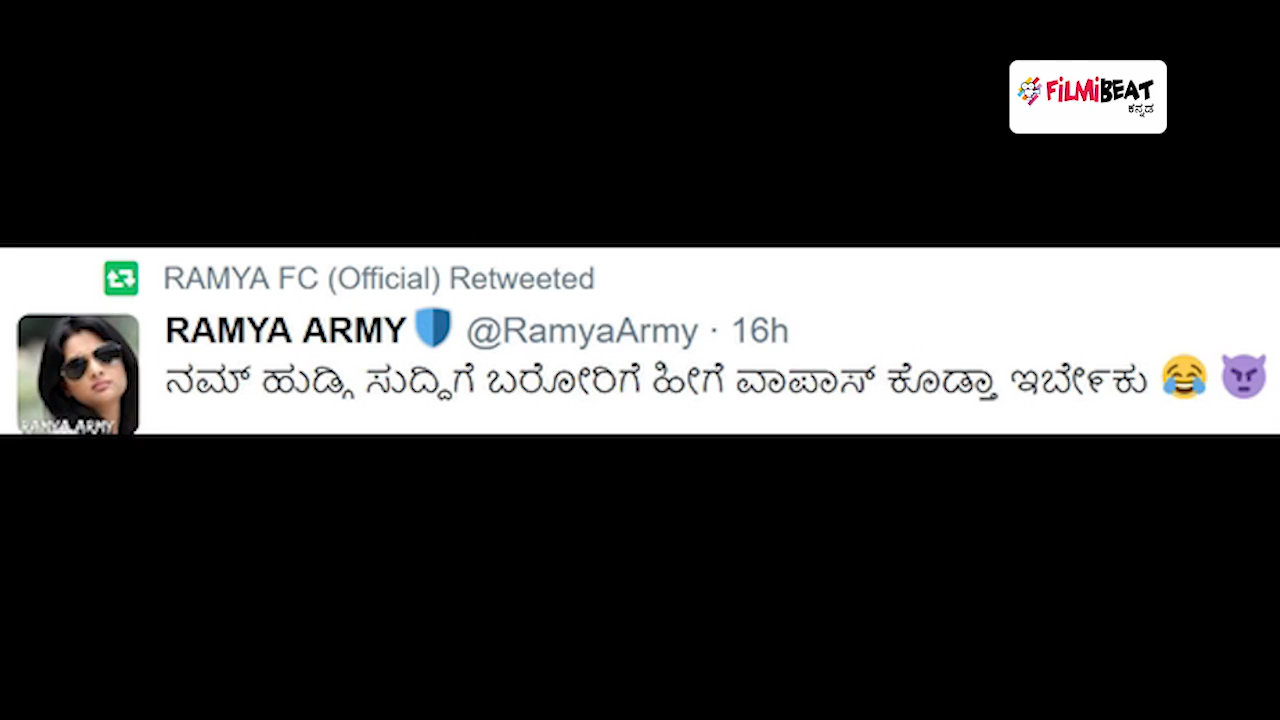 FiLMiBEAT
ಕನ್ನಡ
RAMYA FC (Official) Retweeted
RAMYA ARMY @RamyaArmy · 16h
ನಮ್ ಹುಡ್ಗಿ ಸುದ್ದಿಗೆ ಬರೋರಿಗೆ ಹೀಗೆ ವಾಪಾಸ್ ಕೊಡ್ತಾ ಇರ್ಬೇಕು 😂 👿
RAMYA ARMY